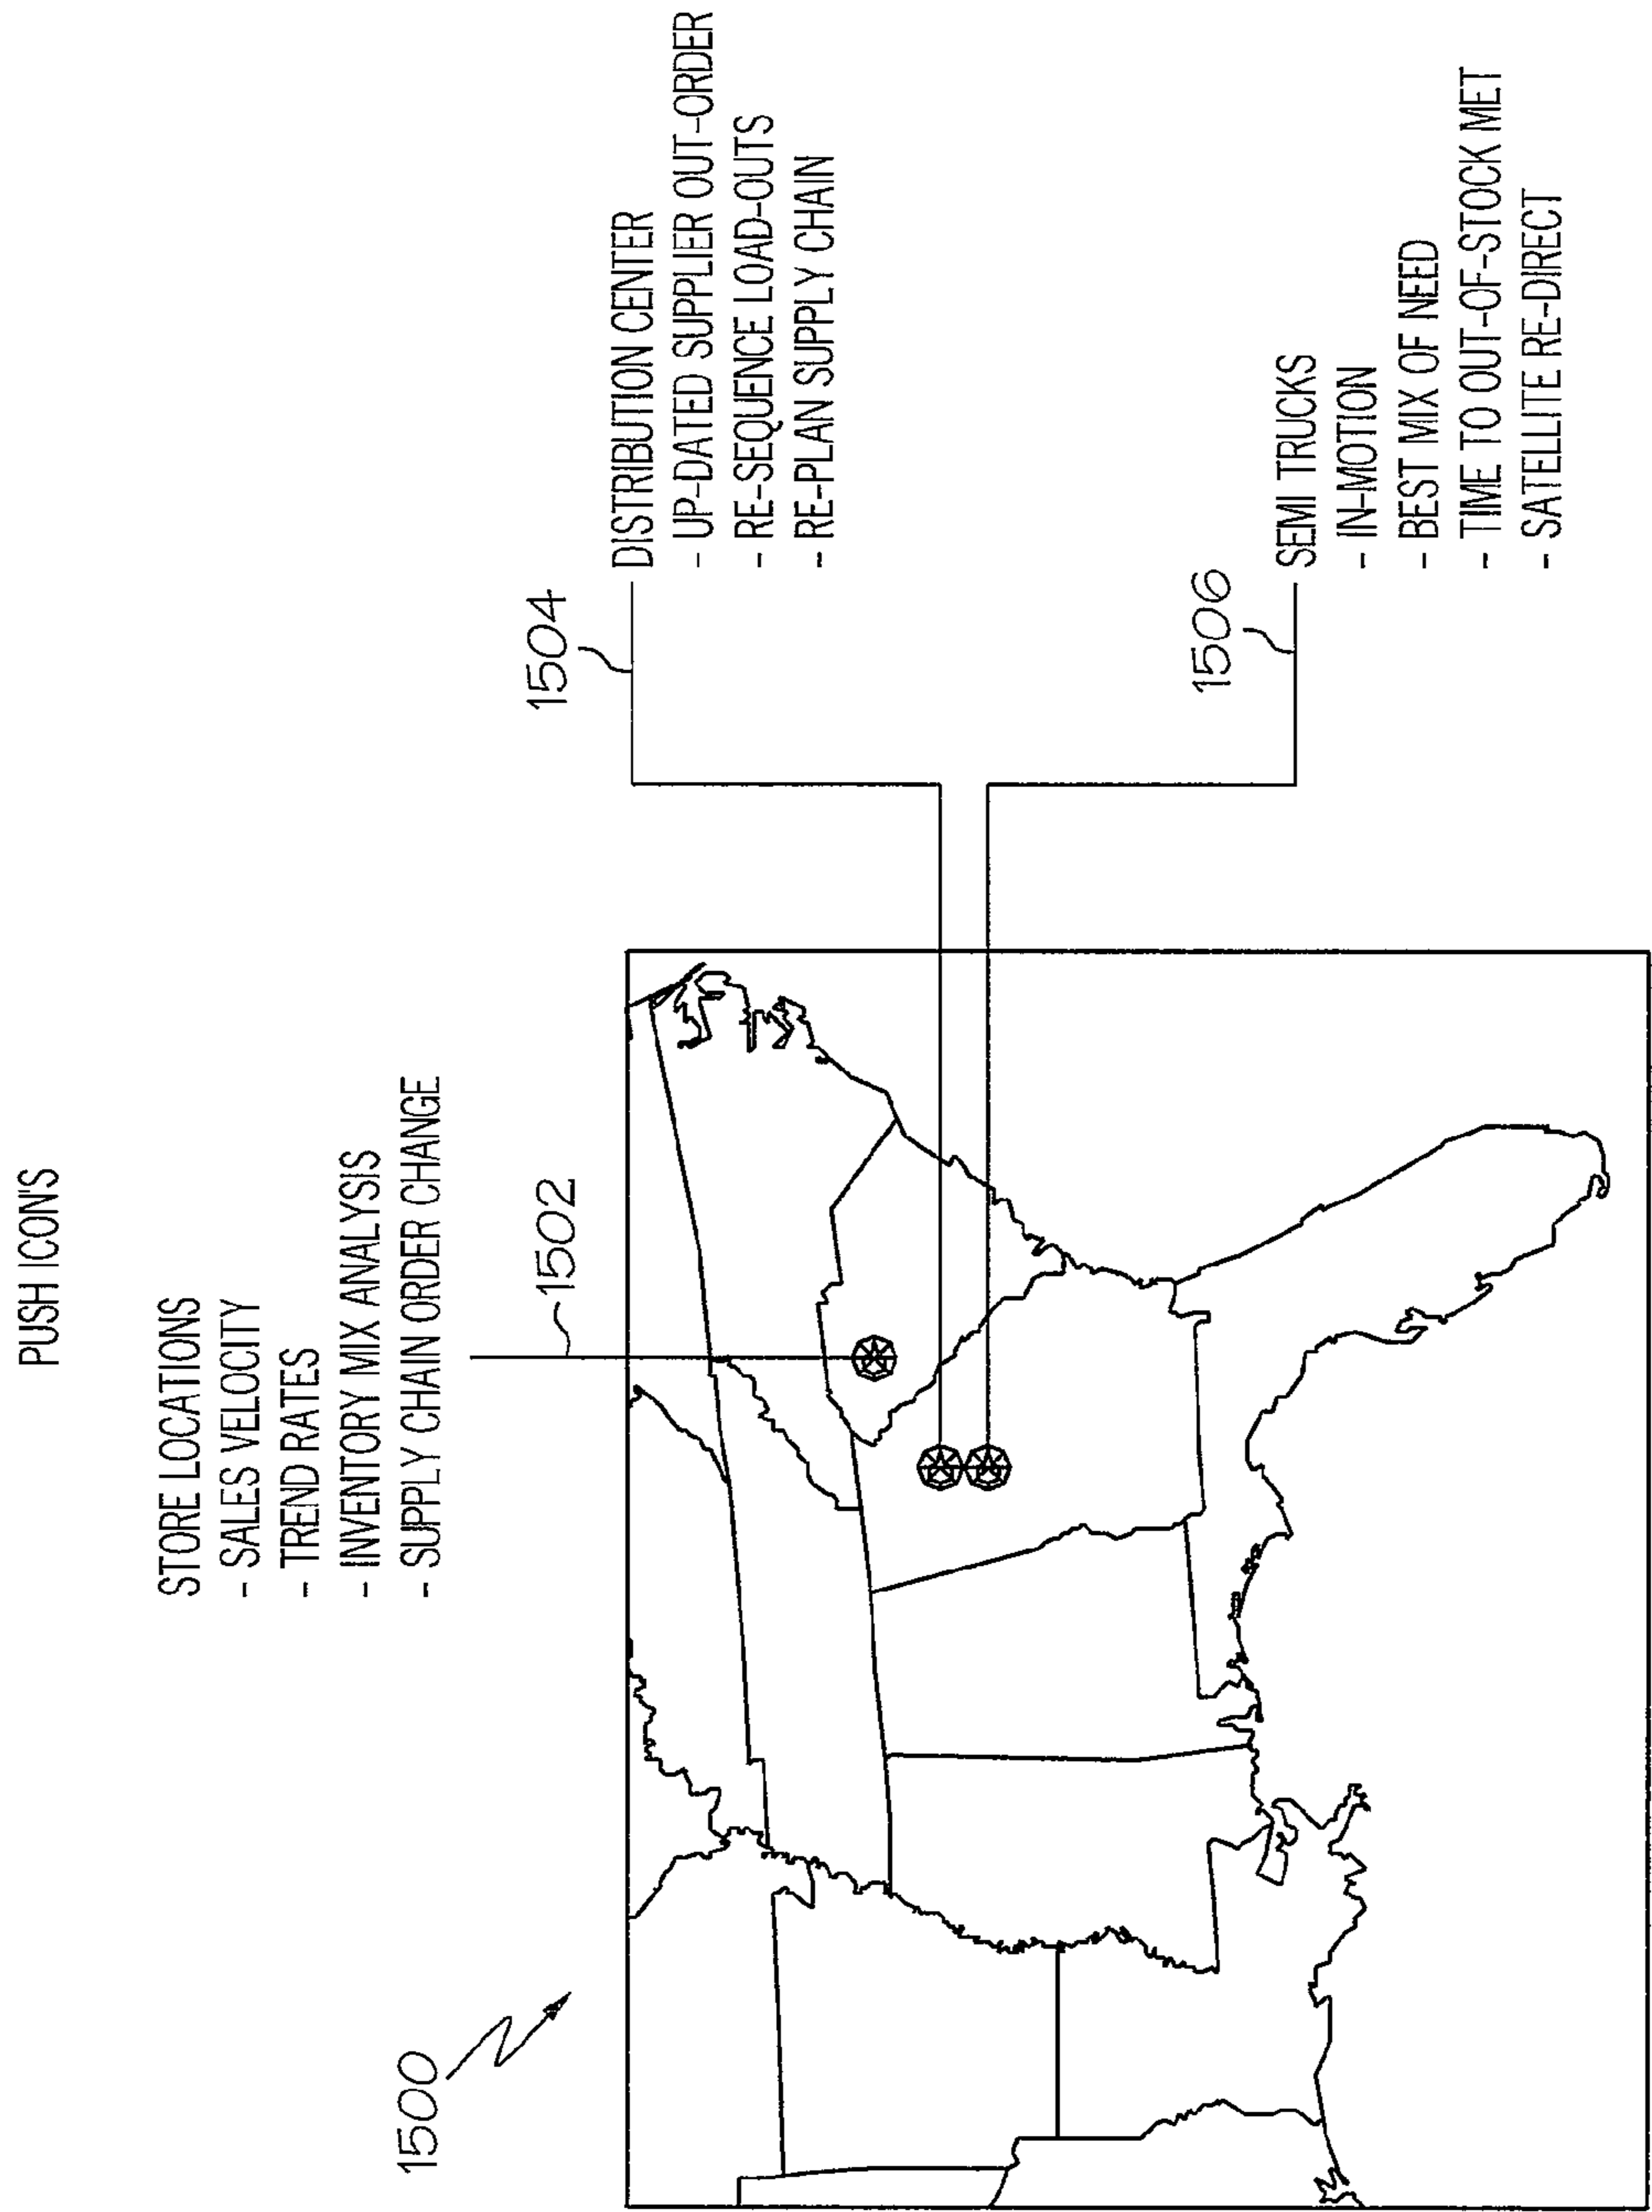 PUSH ICON'S
STORE LOCATIONS
- SALES VELOCITY
- TREND RATES
- INVENTORY MIX ANALYSIS
- SUPPLY CHAIN ORDER CHANGE
1500
1502
1504
DISTRIBUTION CENTER
- UP-DATED SUPPLIER OUT-ORDER
- RE-SEQUENCE LOAD-OUTS
- RE-PLAN SUPPLY CHAIN
1506
SEMI TRUCKS
- IN-MOTION
- BEST MIX OF NEED
- TIME TO OUT-OF-STOCK MET
- SATELLITE RE-DIRECT